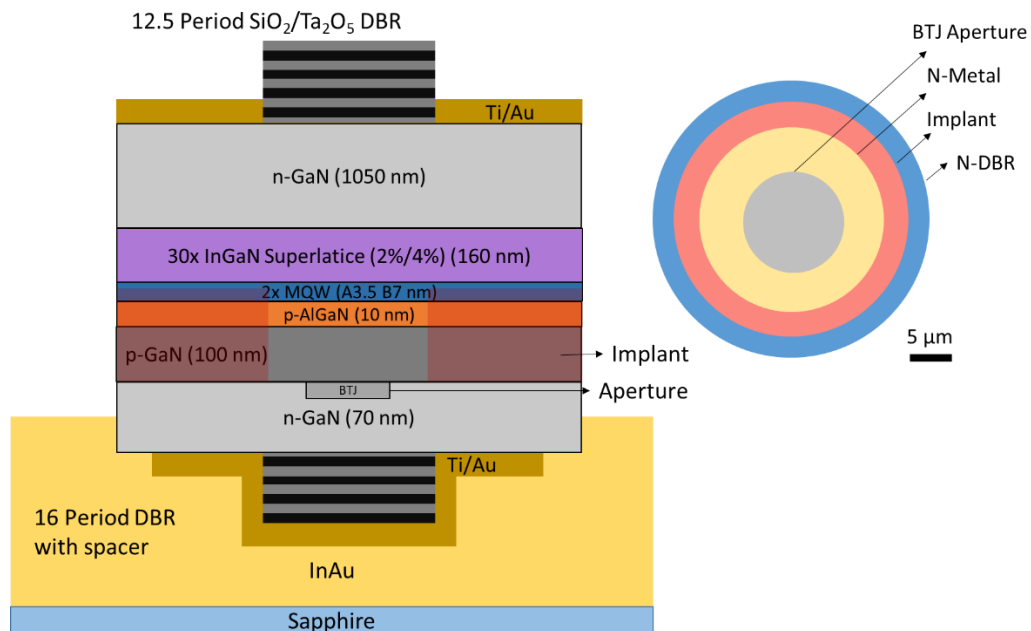 12.5 Period SiO₂/Ta₂O₅ DBR
Ti/Au
n-GaN (1050 nm)
30x InGaN Superlatice (2%/4%) (160 nm)
2x MQW (A3.5 B7 nm)
p-AlGaN (10 nm)
p-GaN (100 nm)
Implant
BTJ
Aperture
n-GaN (70 nm)
Ti/Au
16 Period DBR
with spacer
InAu
Sapphire
BTJ Aperture
N-Metal
Implant
N-DBR
5 µm